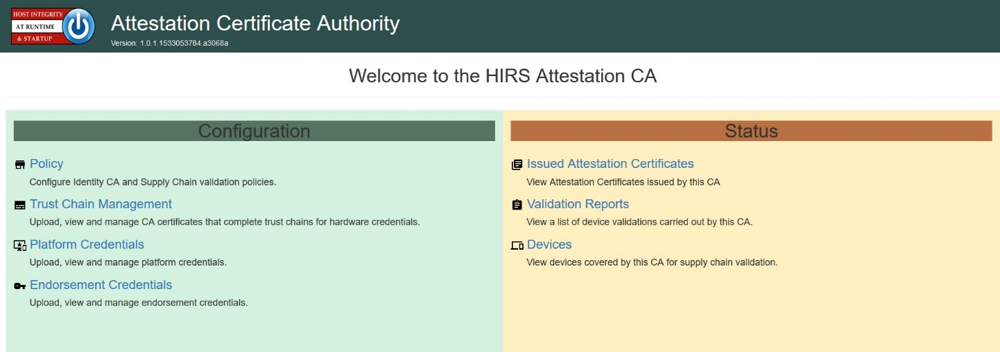 HOST INTEGRITY
AT RUNTIME
& STARTUP
Attestation Certificate Authority
Version: 1.0.1.1533053784.a3068a
Welcome to the HIRS Attestation CA
Configuration
Policy
Configure Identity CA and Supply Chain validation policies.
Trust Chain Management
Upload, view and manage CA certificates that complete trust chains for hardware credentials.
Platform Credentials
Upload, view and manage platform credentials.
Endorsement Credentials
Upload, view and manage endorsement credentials.
Status
Issued Attestation Certificates
View Attestation Certificates issued by this CA
Validation Reports
View a list of device validations carried out by this CA.
Devices
View devices covered by this CA for supply chain validation.